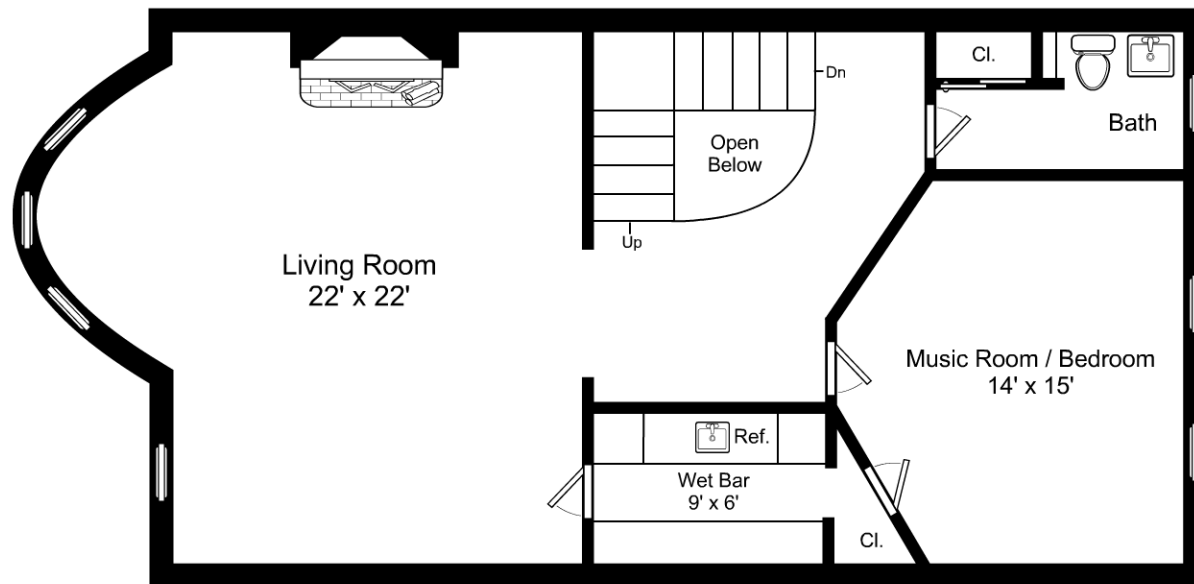 Cl.
Dn
Bath
Open
Below
Up
Living Room
22' x 22'
Music Room / Bedroom
14' x 15'
Ref.
Wet Bar
9' x 6'
Cl.